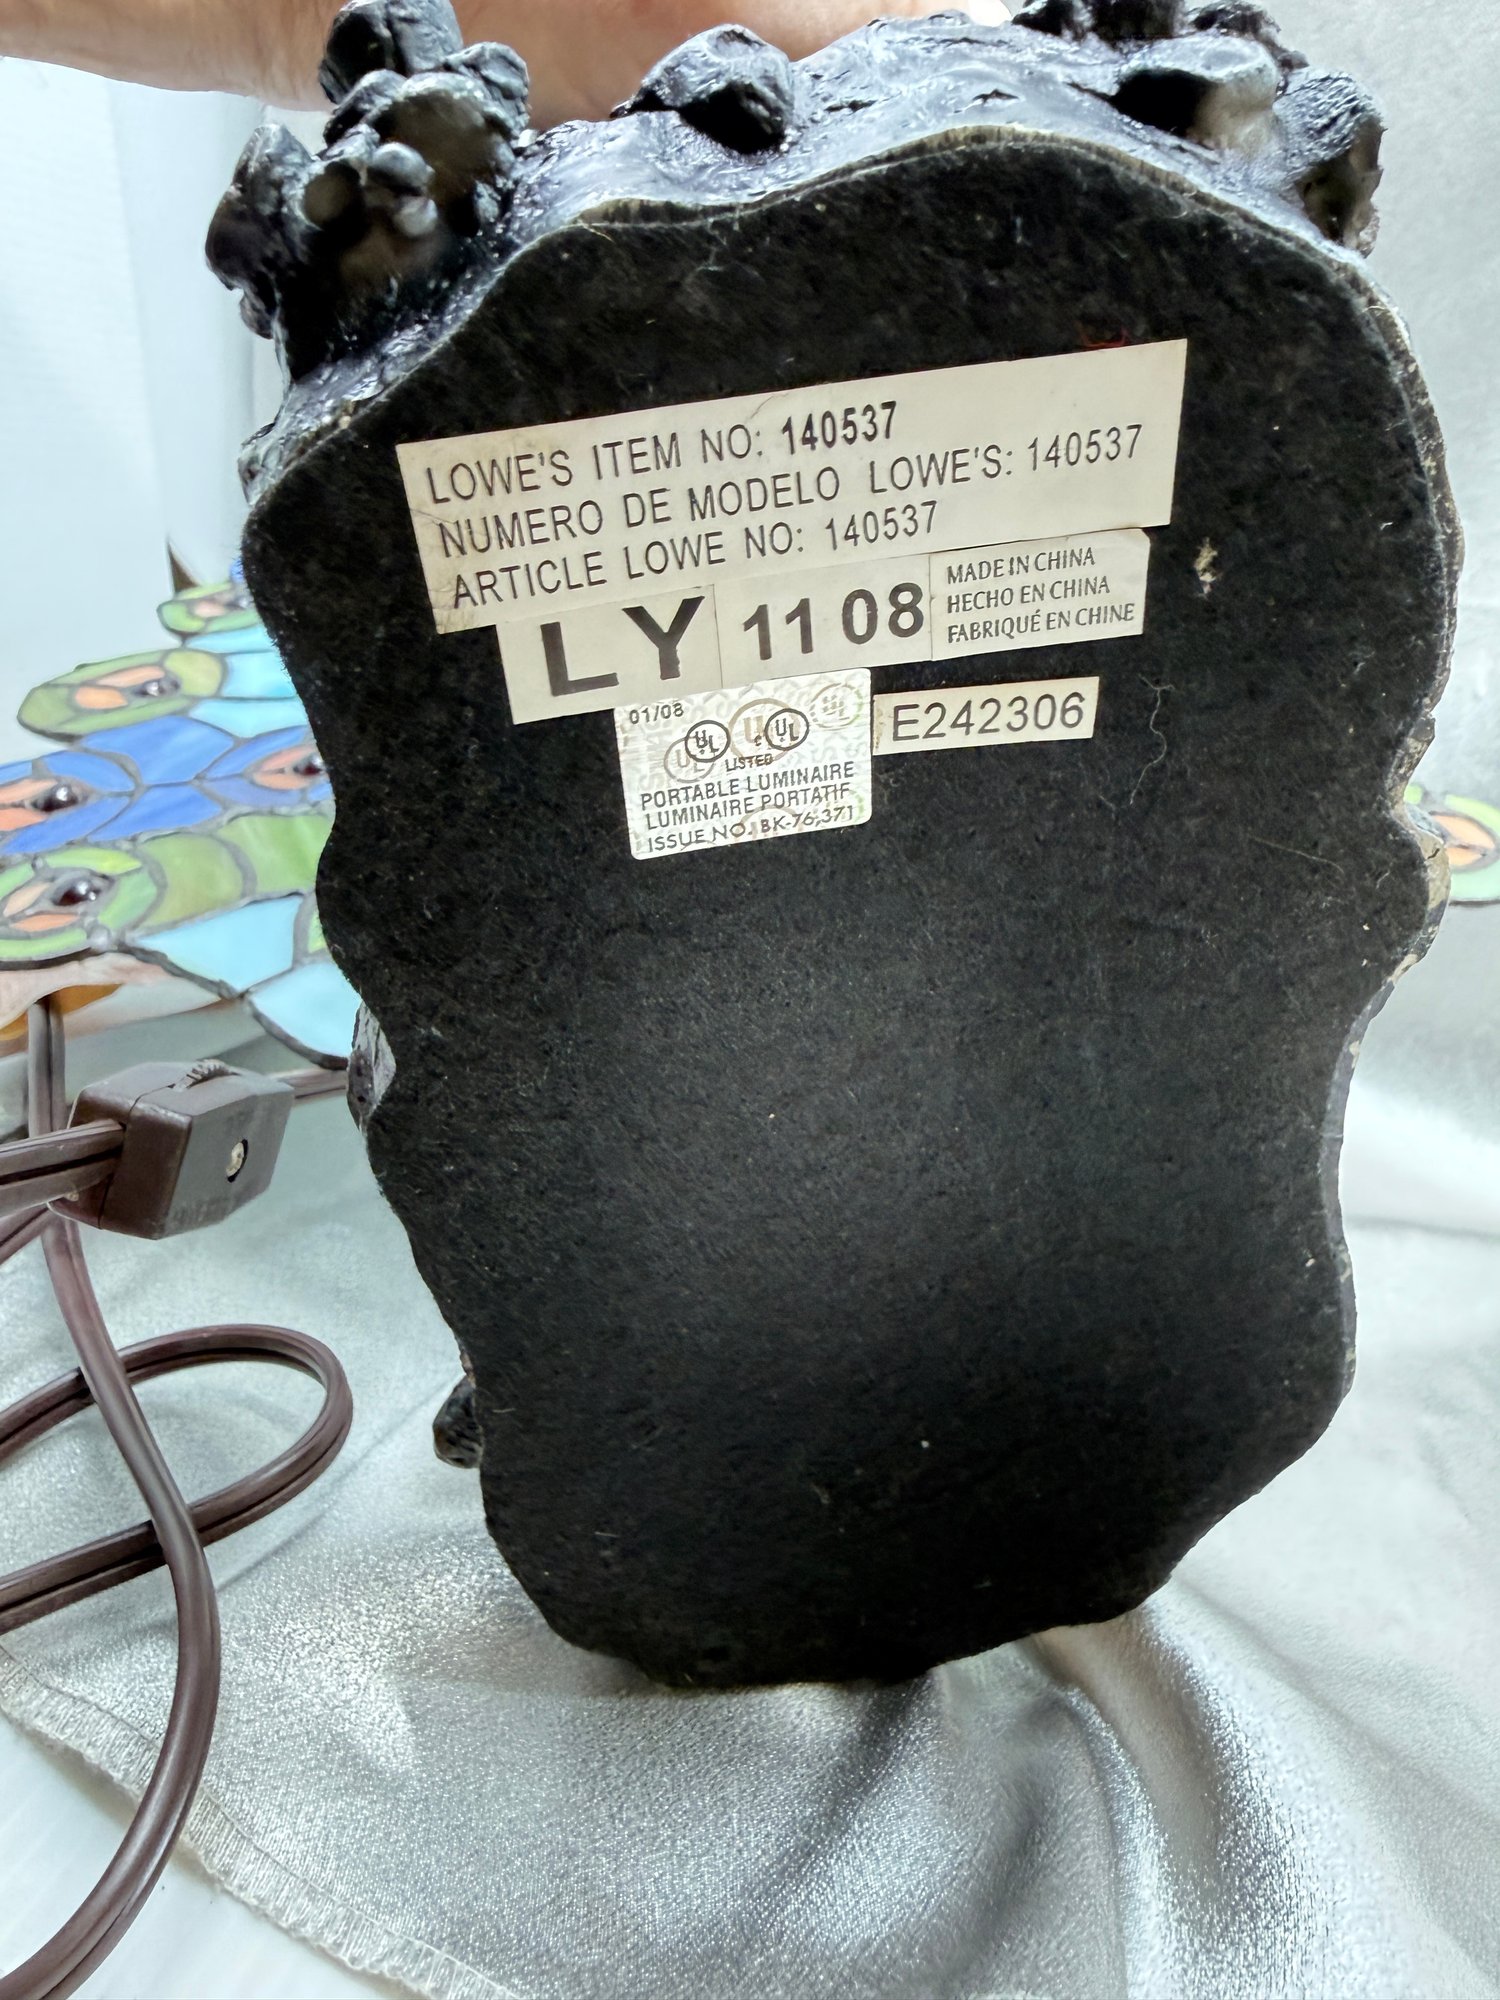 LOWE'S ITEM NO: 140537
NUMERO DE MODELO LOWE'S: 140537
ARTICLE LOWE NO: 140537
LY 11 08
MADE IN CHINA
HECHO EN CHINA
FABRIQUÉ EN CHINE
01/08
UL UL
LISTED
PORTABLE LUMINAIRE
LUMINAIRE PORTATIF
ISSUE NO. BK-76,371
E242306